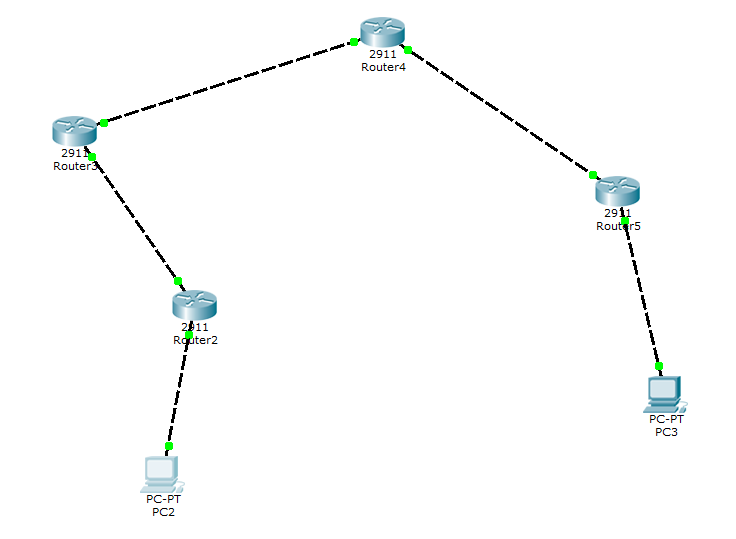 2911
Router4
2911
Router3
2911
Router5
2911
Router2
PC-PT
PC3
PC-PT
PC2